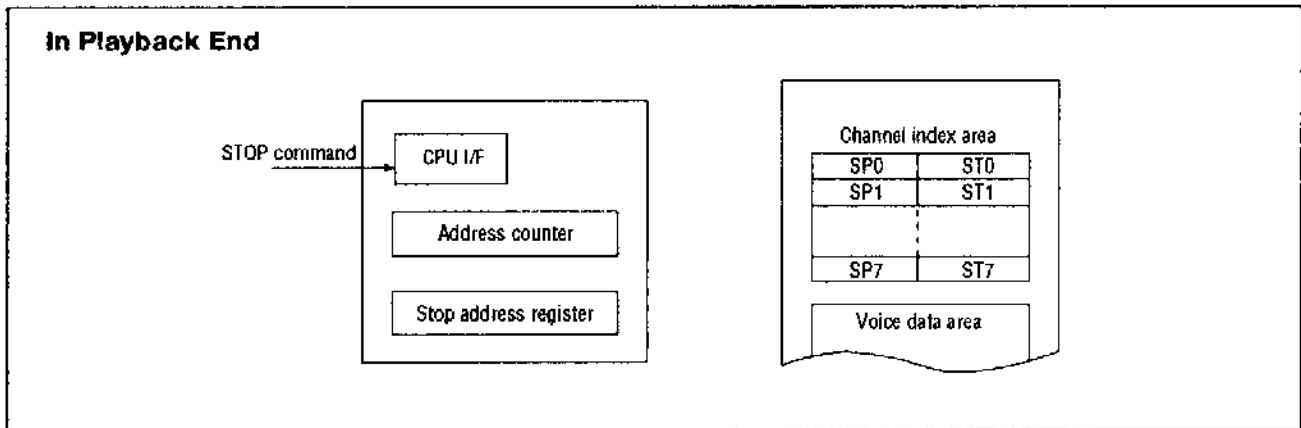 In Playback End
STOP command
CPU I/F
Address counter
Stop address register
Channel index area
SP0 ST0
SP1 ST1
SP7 ST7
Voice data area